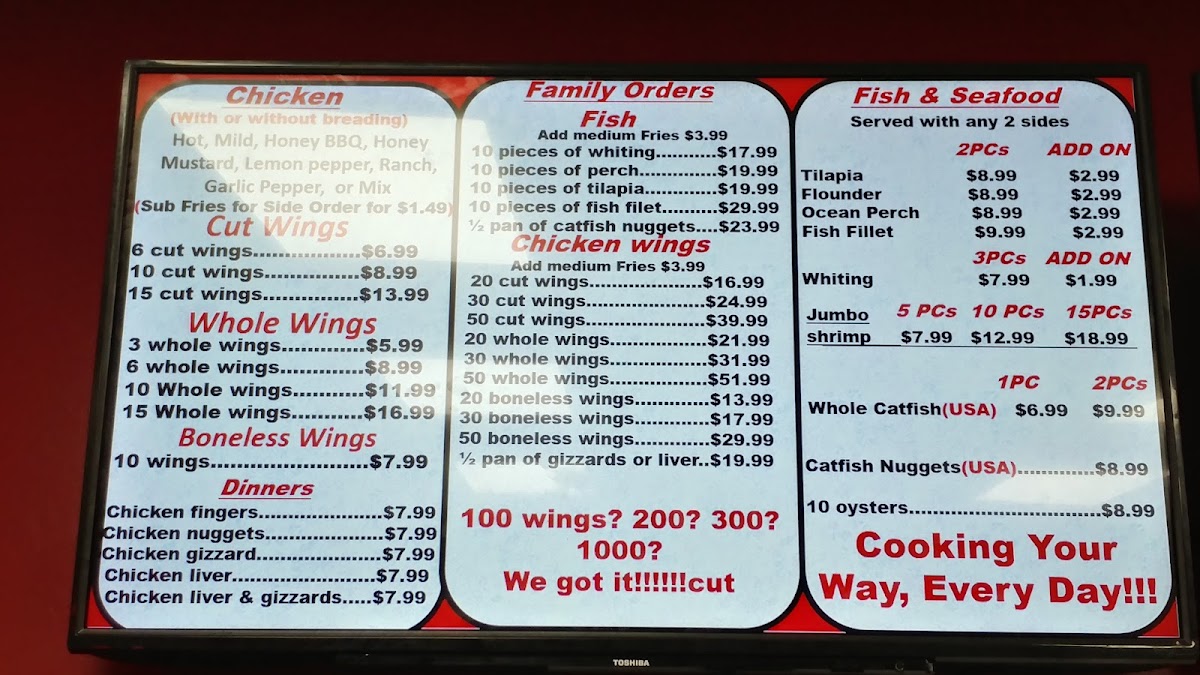 Chicken
(With or without breading)
Hot, Mild, Honey BBQ, Honey
Mustard, Lemon pepper, Ranch,
Garlic Pepper, or Mix
(Sub Fries for Side Order for $1.49)
Cut Wings
6 cut wings....................$6.99
10 cut wings.................$8.99
15 cut wings...............$13.99
Whole Wings
3 whole wings.............$5.99
6 whole wings.............$8.99
10 Whole wings...........$11.99
15 Whole wings...........$16.99
Boneless Wings
10 wings.........................$7.99
Dinners
Chicken fingers....................$7.99
Chicken nuggets...................$7.99
Chicken gizzard....................$7.99
Chicken liver.......................$7.99
Chicken liver & gizzards.....$7.99
Family Orders
Fish
Add medium Fries $3.99
10 pieces of whiting...........$17.99
10 pieces of perch.............$19.99
10 pieces of tilapia.............$19.99
10 pieces of fish filet..........$29.99
½ pan of catfish nuggets....$23.99
Chicken wings
Add medium Fries $3.99
20 cut wings......................$16.99
30 cut wings......................$24.99
50 cut wings......................$39.99
20 whole wings..................$21.99
30 whole wings..................$31.99
50 whole wings..................$51.99
20 boneless wings.............$13.99
30 boneless wings.............$17.99
50 boneless wings.............$29.99
½ pan of gizzards or liver..$19.99
100 wings? 200? 300?
1000?
We got it!!!!!!cut
Fish & Seafood
Served with any 2 sides
2PCs ADD ON
Tilapia $8.99 $2.99
Flounder $8.99 $2.99
Ocean Perch $8.99 $2.99
Fish Fillet $9.99 $2.99
3PCs ADD ON
Whiting $7.99 $1.99
Jumbo 5 PCs 10 PCs 15PCs
shrimp $7.99 $12.99 $18.99
1PC 2PCs
Whole Catfish(USA) $6.99 $9.99
Catfish Nuggets(USA).............$8.99
10 oysters................................$8.99
Cooking Your
Way, Every Day!!!
TOSHIBA